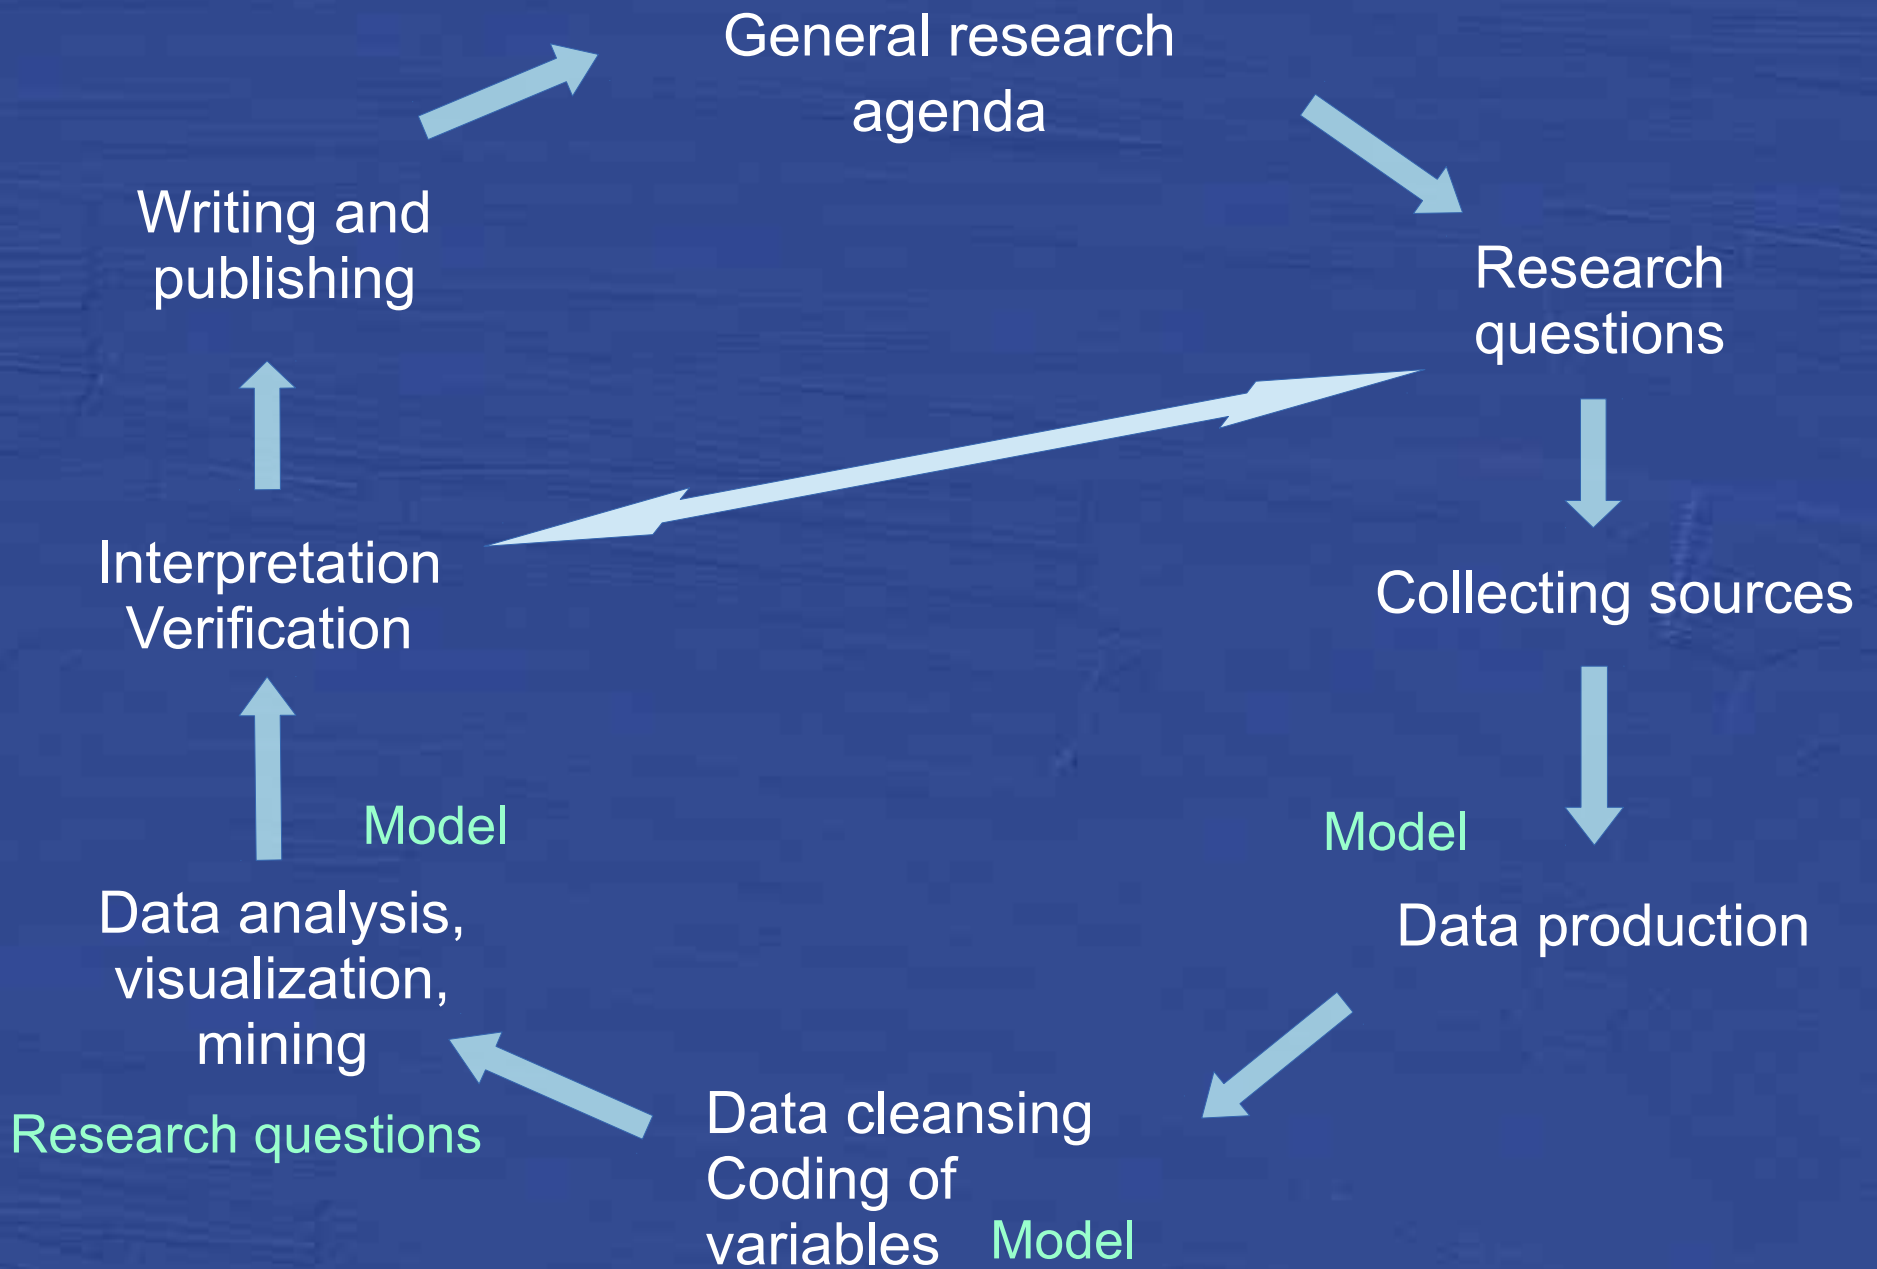 General research
agenda
Writing and
publishing
Research
questions
Interpretation
Verification
Collecting sources
Model
Model
Data analysis,
visualization,
mining
Data production
Research questions
Data cleansing
Coding of
variables
Model